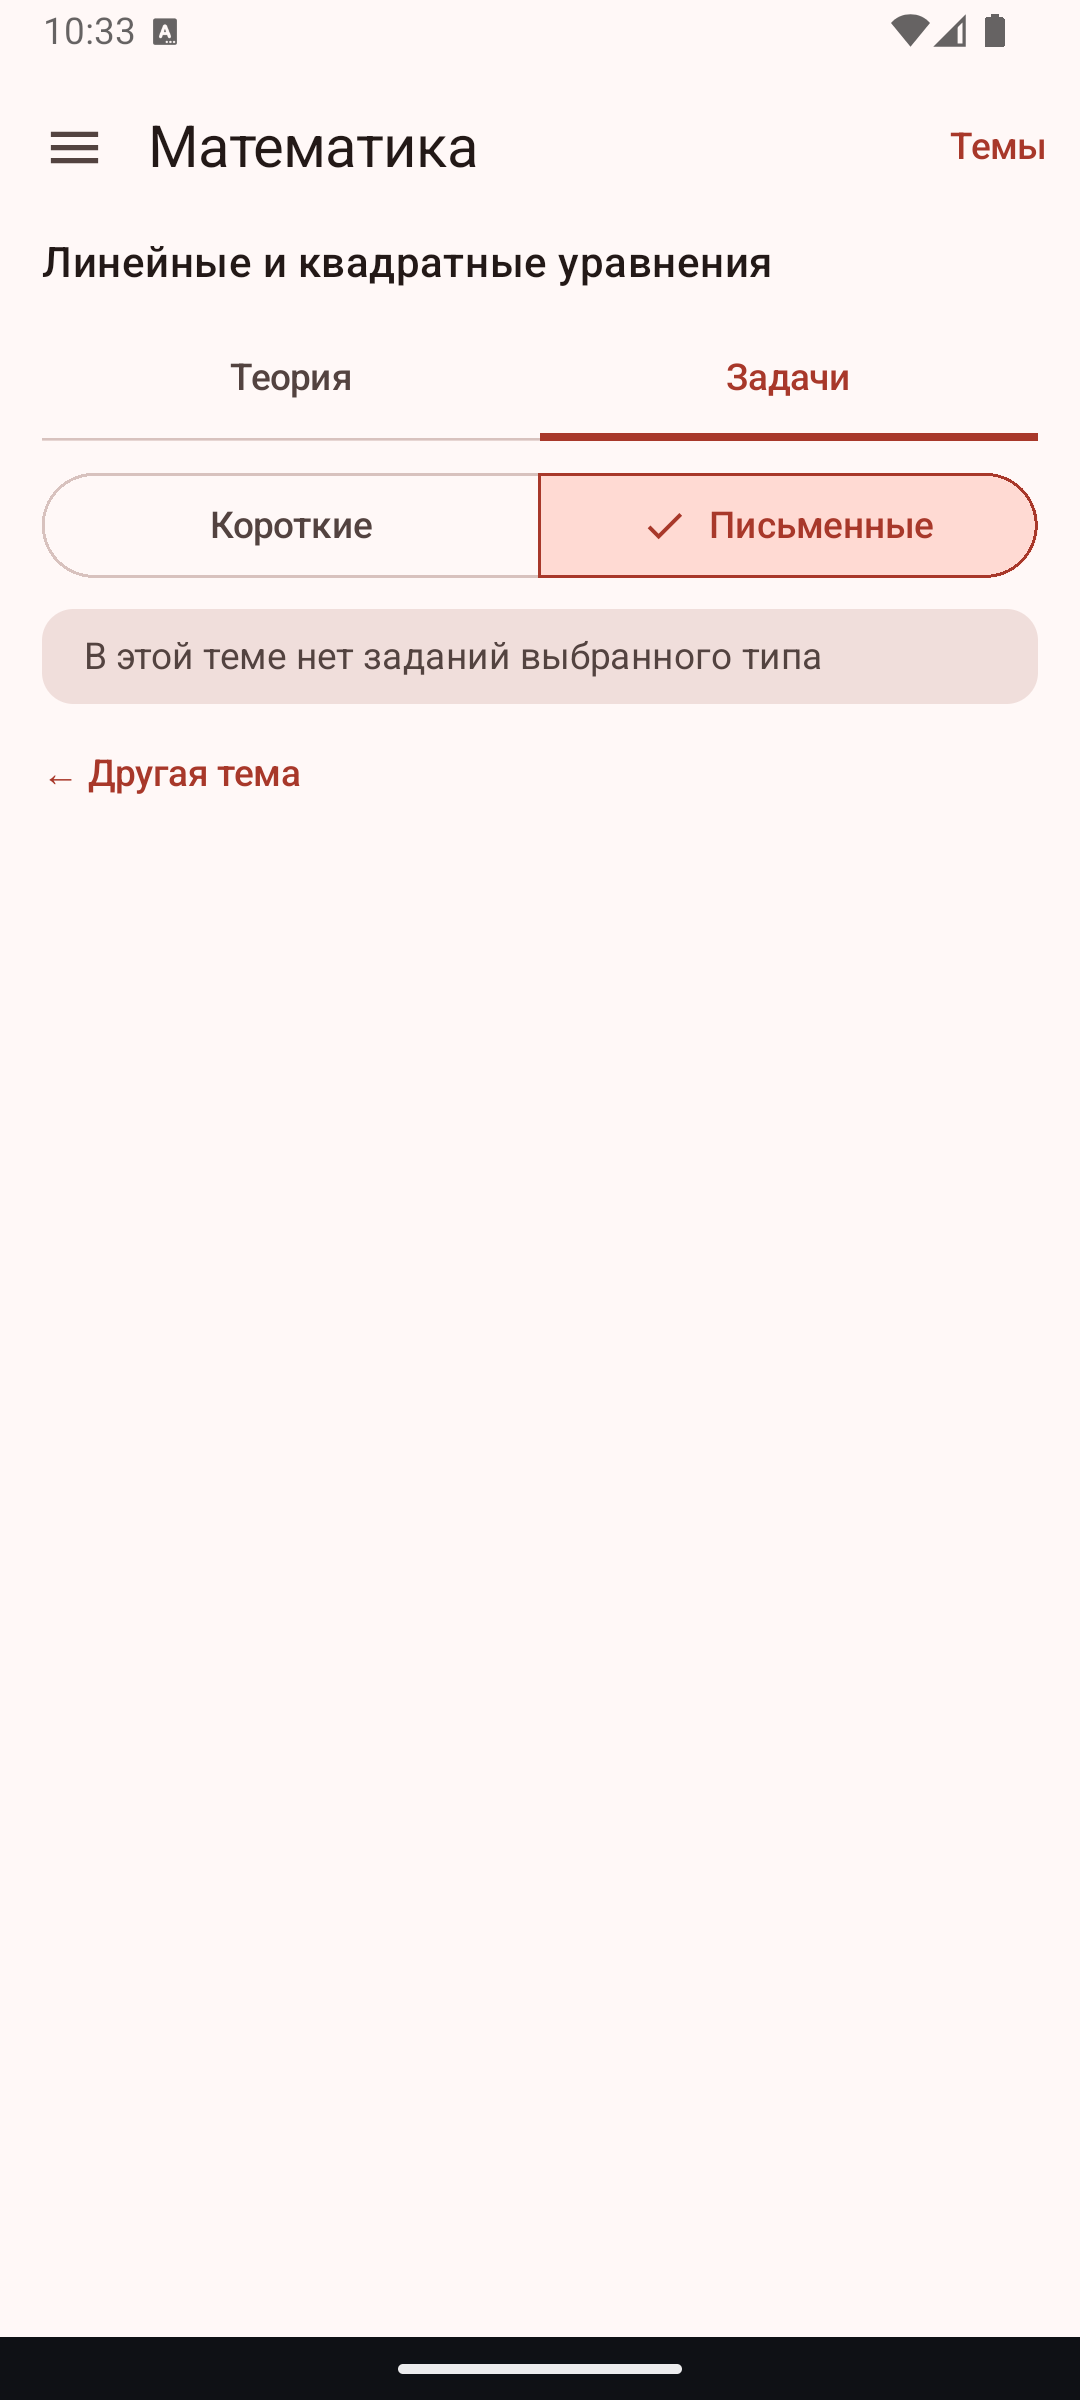 10:33
Математика
Темы
Линейные и квадратные уравнения
Теория
Задачи
Короткие
Письменные
В этой теме нет заданий выбранного типа
← Другая тема